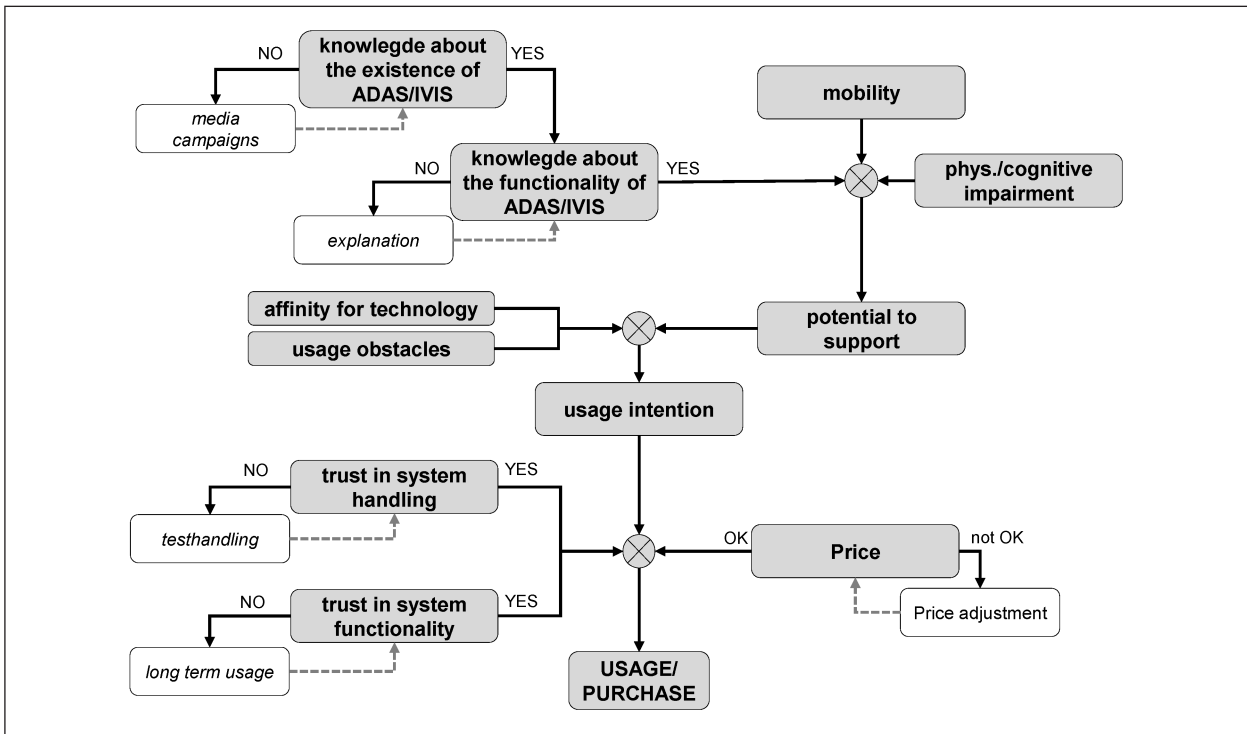 NO
knowlegde about
the existence of
ADAS/IVIS
YES
media
campaigns
mobility
NO
knowlegde about
the functionality of
ADAS/IVIS
YES
phys./cognitive
impairment
explanation
affinity for technology
usage obstacles
potential to
support
usage intention
NO
trust in system
handling
YES
testhandling
OK
Price
not OK
Price adjustment
NO
trust in system
functionality
YES
long term usage
USAGE/
PURCHASE